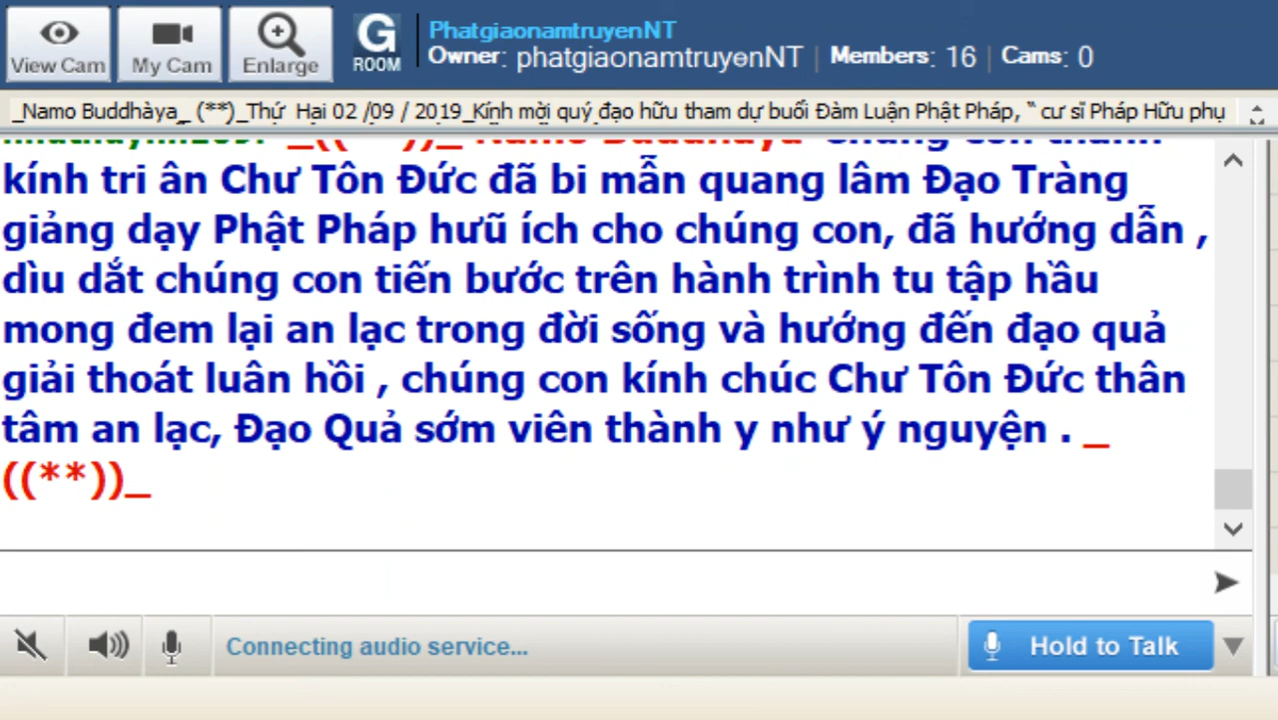 View Cam
My Cam
Enlarge
G
ROOM
PhatgiaonamtruyenNT
Owner: phatgiaonamtruyenNT | Members: 16 | Cams: 0
_Namo Buddhàya_ (**)_Thứ Hai 02 /09 / 2019_Kính mời quý đạo hữu tham dự buổi Đàm Luận Phật Pháp, " cư sĩ Pháp Hữu phụ
kính tri ân Chư Tôn Đức đã bi mẫn quang lâm Đạo Tràng
giảng dạy Phật Pháp hưũ ích cho chúng con, đã hướng dẫn ,
dìu dắt chúng con tiến bước trên hành trình tu tập hầu
mong đem lại an lạc trong đời sống và hướng đến đạo quả
giải thoát luân hồi , chúng con kính chúc Chư Tôn Đức thân
tâm an lạc, Đạo Quả sớm viên thành y như ý nguyện . _
((**))_
Connecting audio service...
Hold to Talk